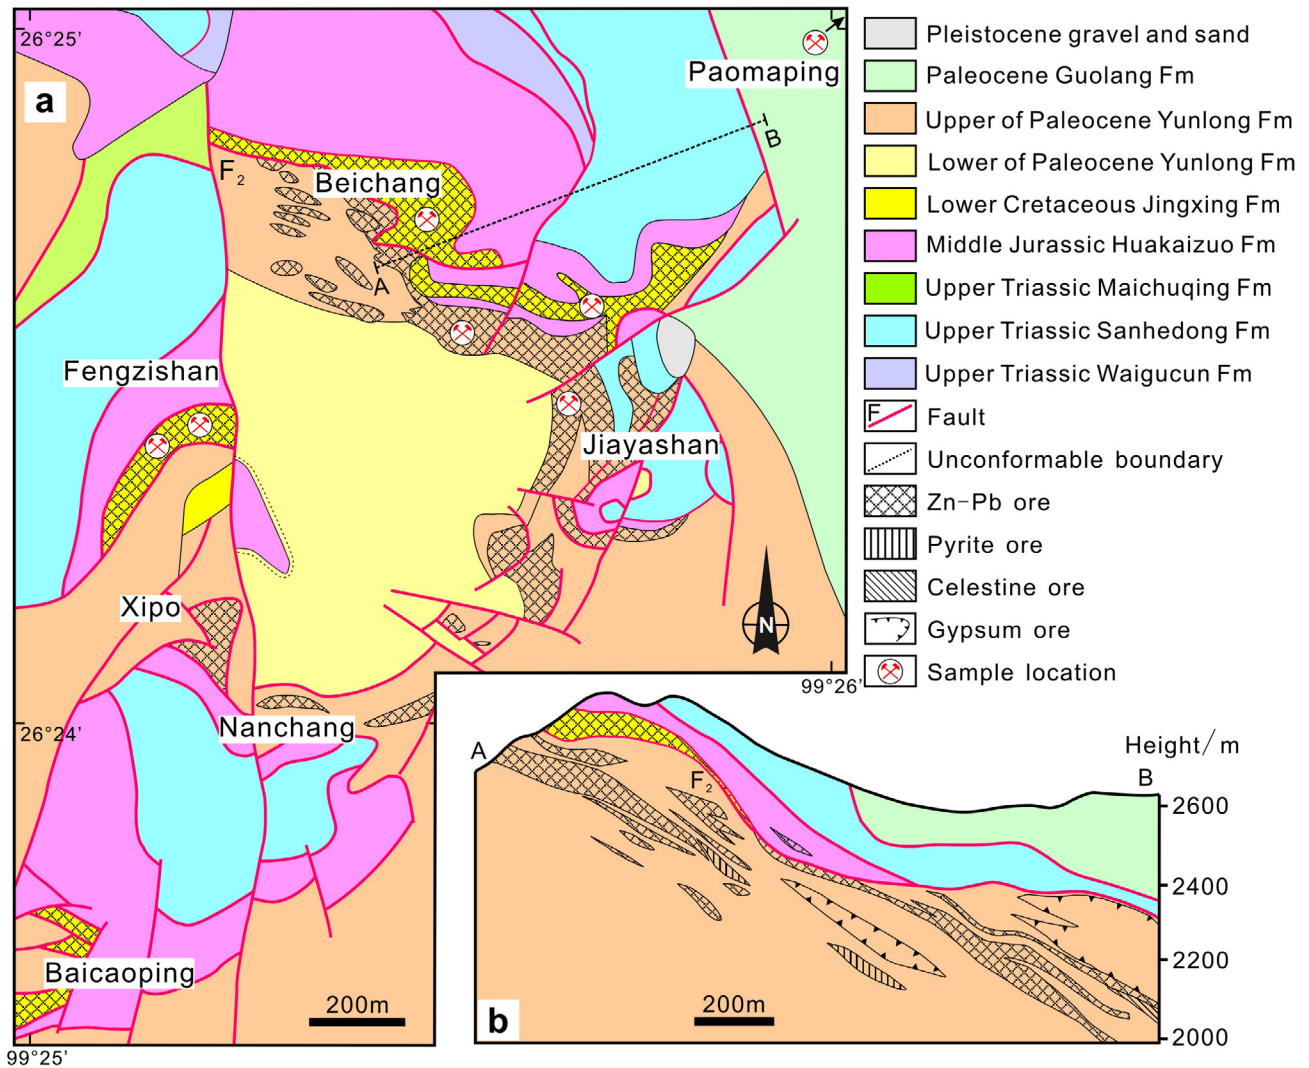 26°25'
a
Paomaping
B
F2
Beichang
A
Fengzishan
Jiayashan
Xipo
N
99°26'
Nanchang
26°24'
Baicaoping
200m
99°25'
Pleistocene gravel and sand
Paleocene Guolang Fm
Upper of Paleocene Yunlong Fm
Lower of Paleocene Yunlong Fm
Lower Cretaceous Jingxing Fm
Middle Jurassic Huakaizuo Fm
Upper Triassic Maichuqing Fm
Upper Triassic Sanhedong Fm
Upper Triassic Waigucun Fm
F Fault
Unconformable boundary
Zn-Pb ore
Pyrite ore
Celestine ore
Gypsum ore
Sample location
A
F2
Height/m
B
2600
2400
2200
2000
b
200m